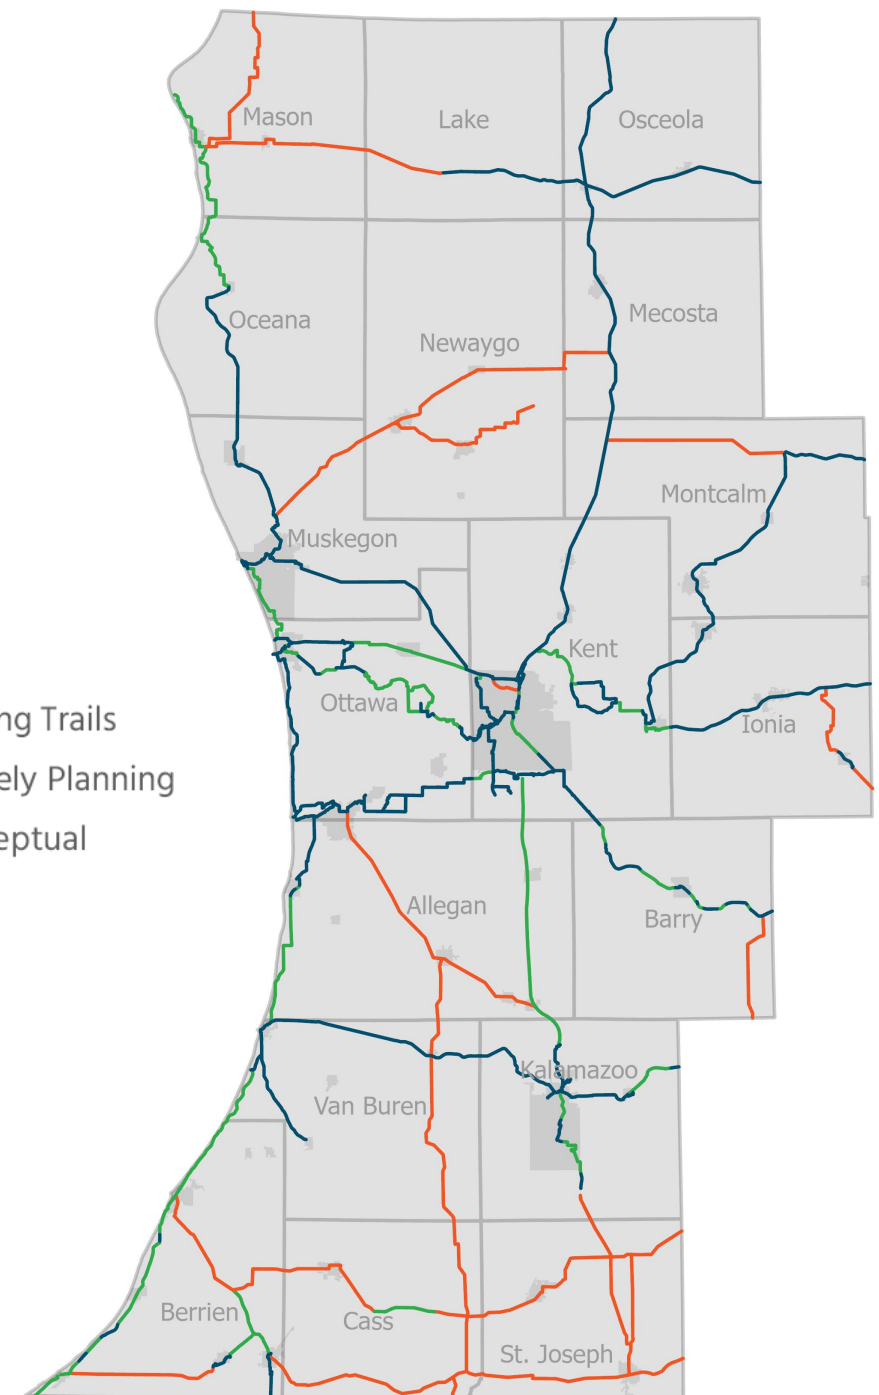 Mason
Lake
Osceola
Oceana
Newaygo
Mecosta
Montcalm
Muskegon
Kent
Ottawa
Ionia
ng Trails
ely Planning
eptual
Allegan
Barry
Kalamazoo
Van Buren
Berrien
Cass
St. Joseph